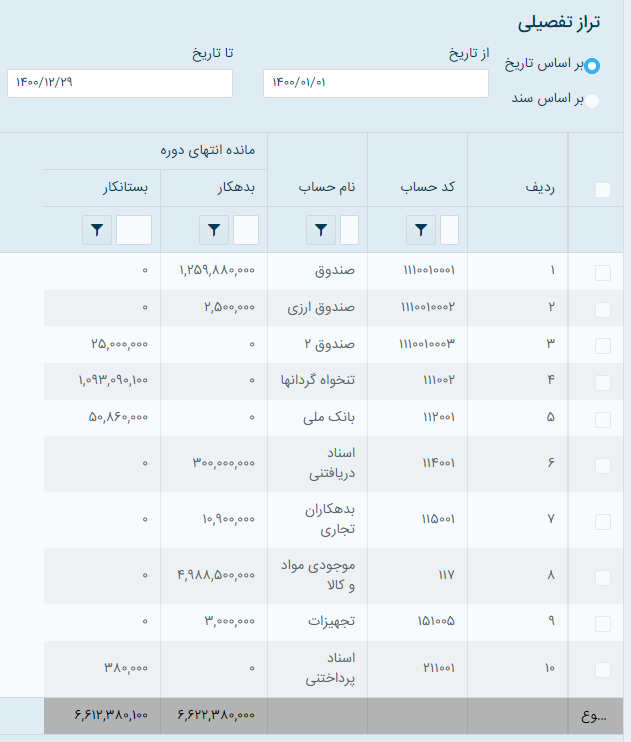 تراز تفصیلی
بر اساس تاریخ
از تاریخ
تا تاریخ
۱۴۰۰/۰۱/۰۱
۱۴۰۰/۱۲/۲۹
بر اساس سند
مانده انتهای دوره
ردیف کد حساب نام حساب بدهکار بستانکار
۱ ۱۱۱۰۰۱۰۰۰۱ صندوق ۱,۲۵۹,۸۸۰,۰۰۰ ۰
۲ ۱۱۱۰۰۱۰۰۰۲ صندوق ارزی ۲,۵۰۰,۰۰۰ ۰
۳ ۱۱۱۰۰۱۰۰۰۳ صندوق ۲ ۰ ۲۵,۰۰۰,۰۰۰
۴ ۱۱۱۰۰۲ تنخواه گردانها ۰ ۱,۰۹۳,۰۹۰,۱۰۰
۵ ۱۱۲۰۰۱ بانک ملی ۰ ۵۰,۸۶۰,۰۰۰
۶ ۱۱۴۰۰۱ اسناد
دریافتنی ۳۰۰,۰۰۰,۰۰۰ ۰
۷ ۱۱۵۰۰۱ بدهکاران
تجاری ۱۰,۹۰۰,۰۰۰ ۰
۸ ۱۱۷ موجودی مواد
و کالا ۴,۹۸۸,۵۰۰,۰۰۰ ۰
۹ ۱۵۱۰۰۵ تجهیزات ۳,۰۰۰,۰۰۰ ۰
۱۰ ۲۱۱۰۰۱ اسناد
پرداختنی ۰ ۳۸۰,۰۰۰
...وع ۶,۶۲۲,۳۸۰,۰۰۰ ۶,۶۱۲,۳۸۰,۱۰۰